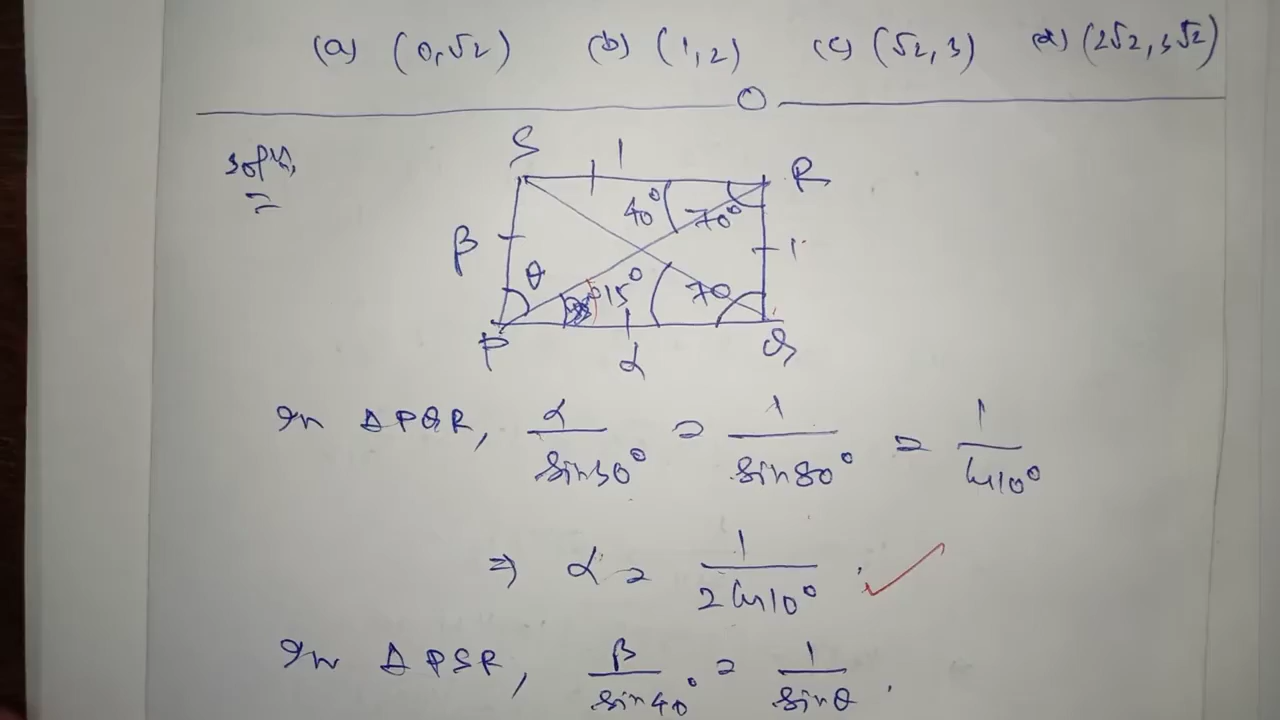 (a) (0,√2) (b) (1,2) (c) (√2,3) (d) (2√2, 3√2)
Soln,
S 1 R
40° 70°
β θ 1
15° 70
P α Q
In ΔPQR, α/sin30° = 1/sin80° = 1/cos10°
⇒ α = 1/2cos10° . ✓
In ΔPSR, β/sin40° = 1/sinθ .